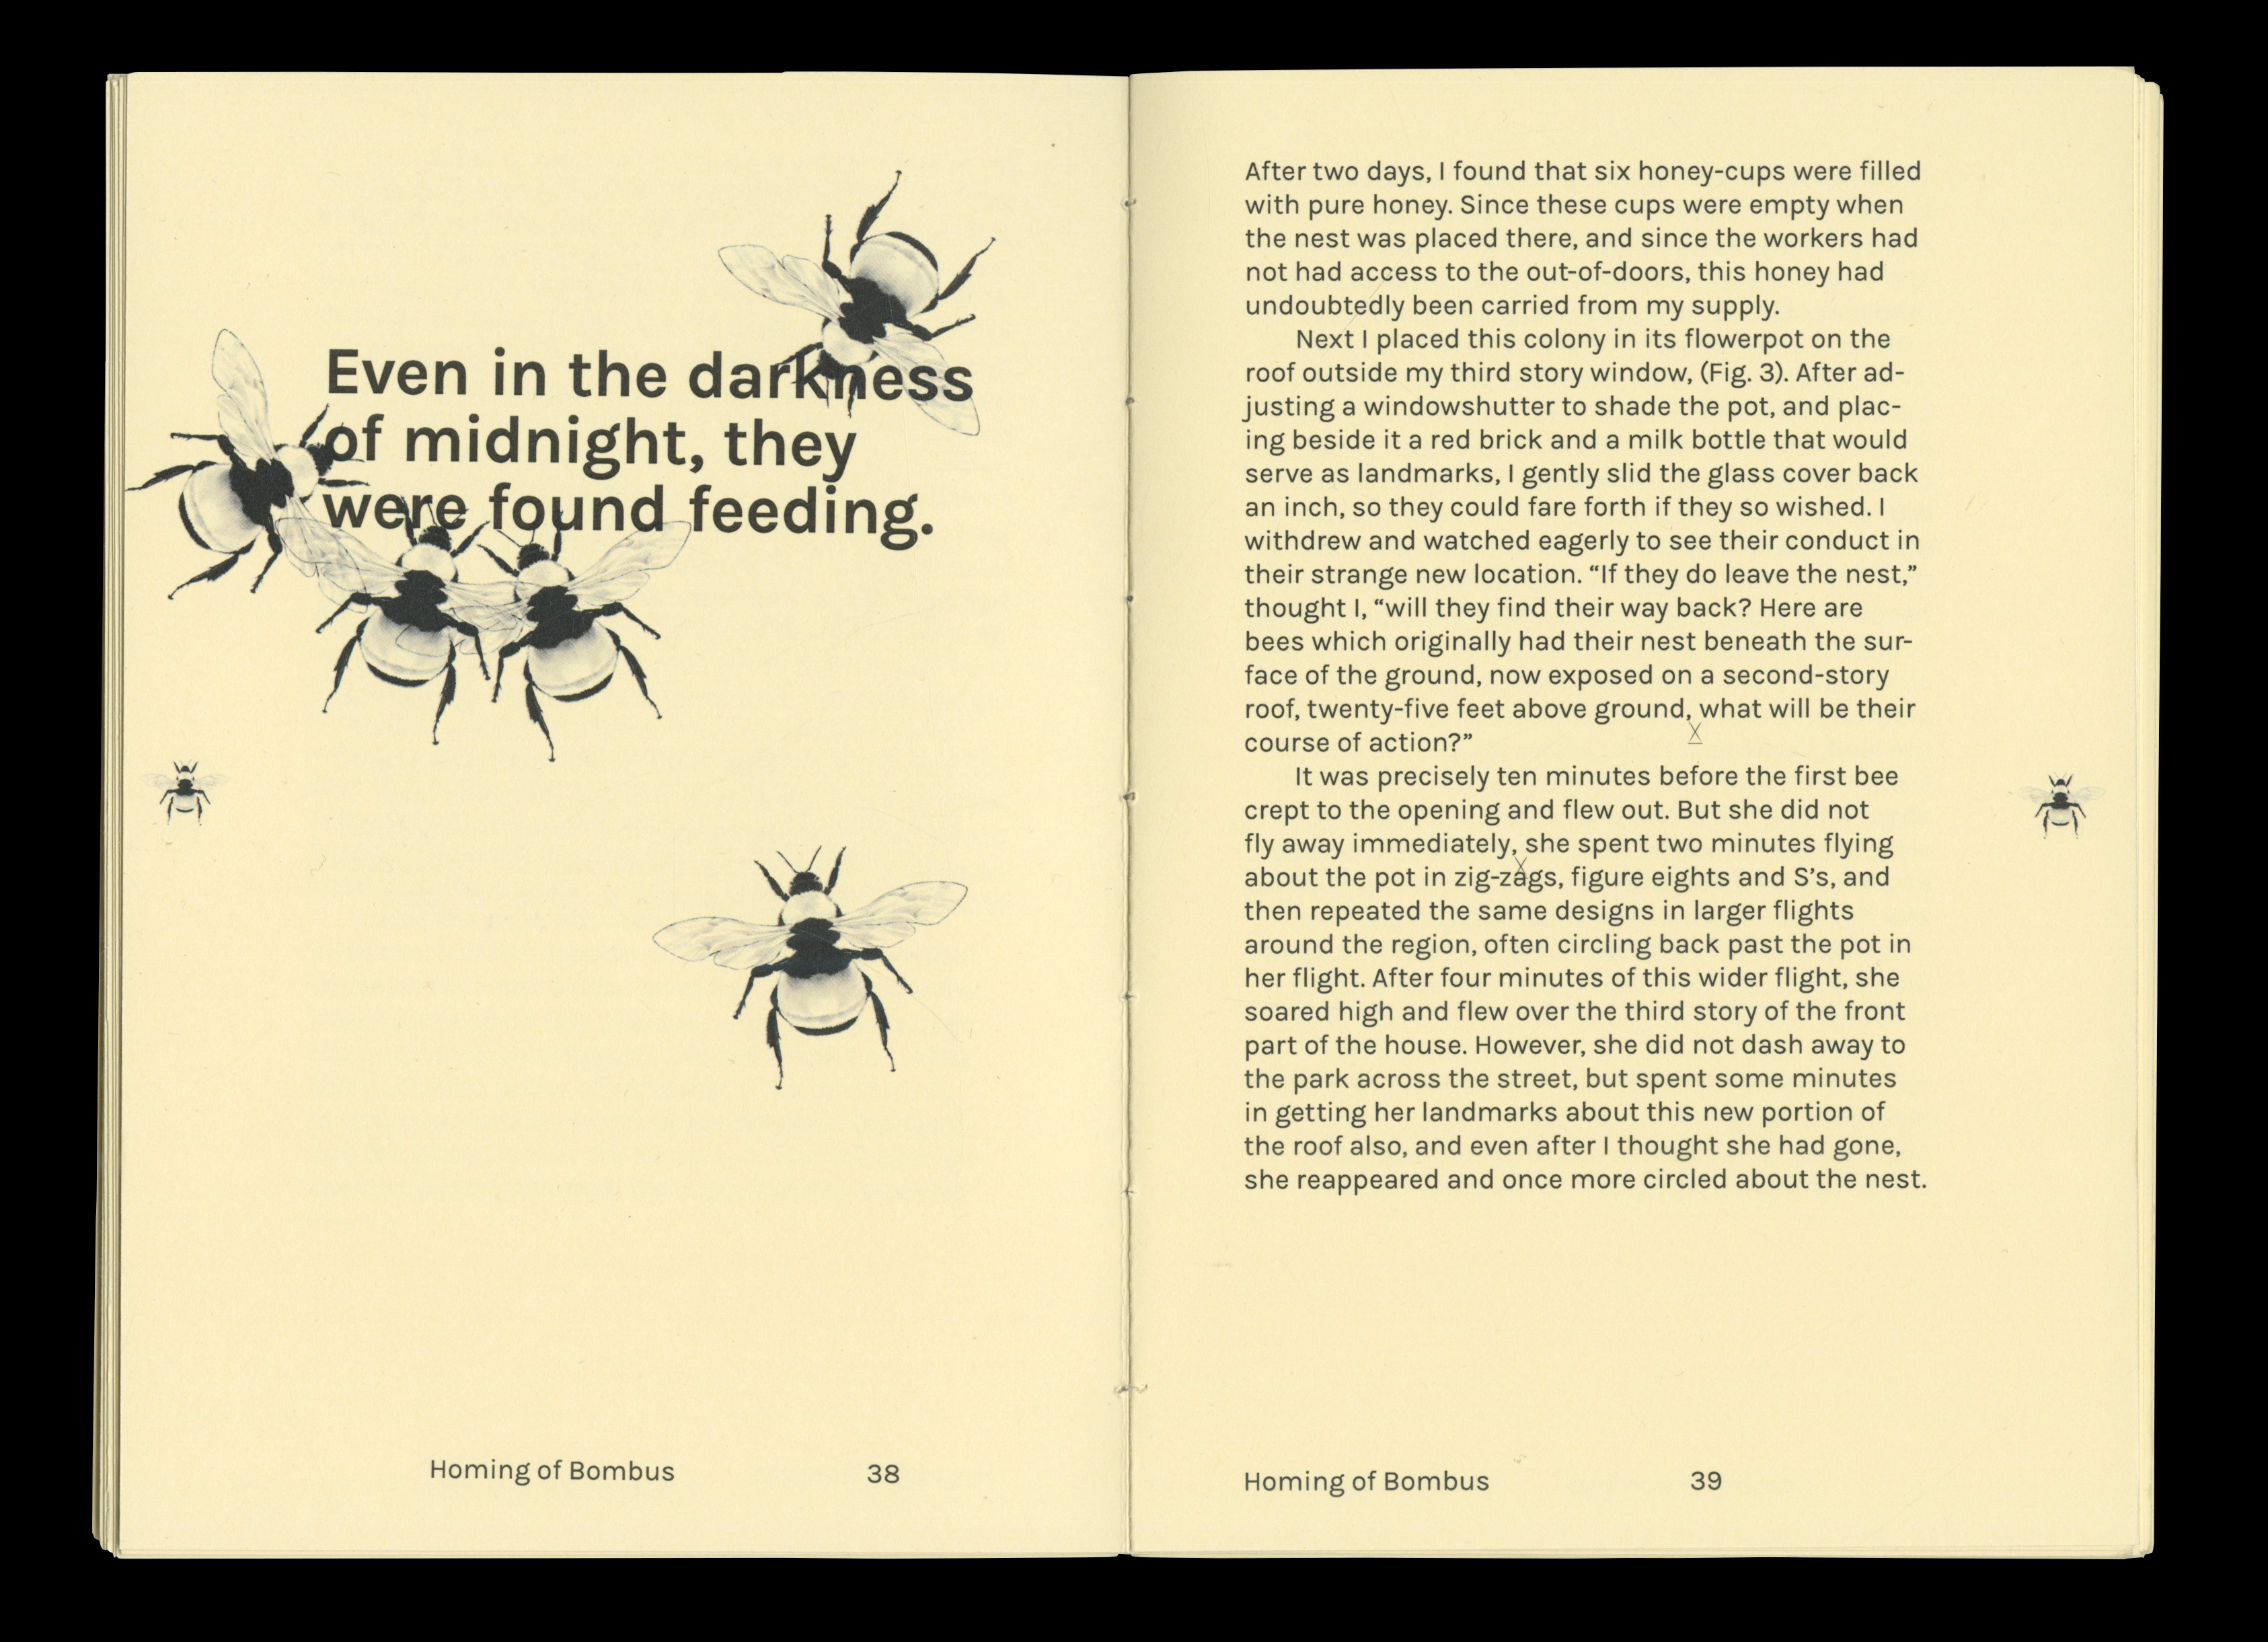 Even in the darkness
of midnight, they
were found feeding.
Homing of Bombus 38
After two days, I found that six honey-cups were filled
with pure honey. Since these cups were empty when
the nest was placed there, and since the workers had
not had access to the out-of-doors, this honey had
undoubtedly been carried from my supply.
Next I placed this colony in its flowerpot on the
roof outside my third story window, (Fig. 3). After ad-
justing a windowshutter to shade the pot, and plac-
ing beside it a red brick and a milk bottle that would
serve as landmarks, I gently slid the glass cover back
an inch, so they could fare forth if they so wished. I
withdrew and watched eagerly to see their conduct in
their strange new location. “If they do leave the nest,”
thought I, “will they find their way back? Here are
bees which originally had their nest beneath the sur-
face of the ground, now exposed on a second-story
roof, twenty-five feet above ground, what will be their
course of action?”
It was precisely ten minutes before the first bee
crept to the opening and flew out. But she did not
fly away immediately, she spent two minutes flying
about the pot in zig-zags, figure eights and S’s, and
then repeated the same designs in larger flights
around the region, often circling back past the pot in
her flight. After four minutes of this wider flight, she
soared high and flew over the third story of the front
part of the house. However, she did not dash away to
the park across the street, but spent some minutes
in getting her landmarks about this new portion of
the roof also, and even after I thought she had gone,
she reappeared and once more circled about the nest.
Homing of Bombus 39